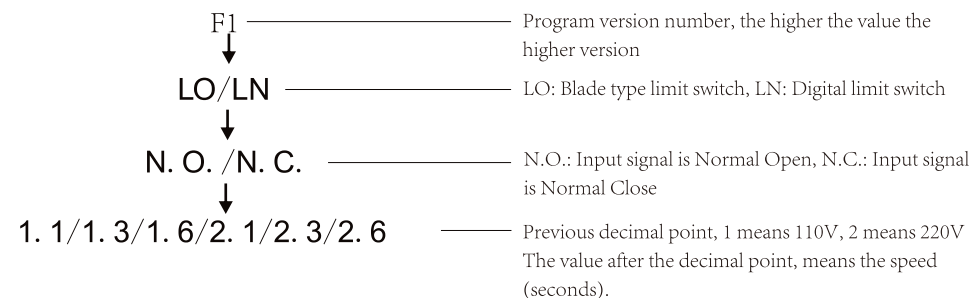 F1
Program version number, the higher the value the
higher version
LO/LN
LO: Blade type limit switch, LN: Digital limit switch
N. O. /N. C.
N.O.: Input signal is Normal Open, N.C.: Input signal
is Normal Close
1. 1/1. 3/1. 6/2. 1/2. 3/2. 6
Previous decimal point, 1 means 110V, 2 means 220V
The value after the decimal point, means the speed
(seconds).